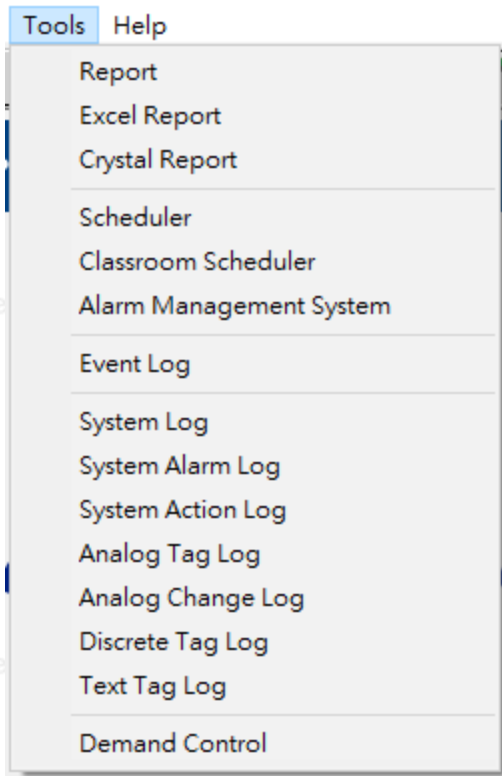 Tools Help
Report
Excel Report
Crystal Report
Scheduler
Classroom Scheduler
Alarm Management System
Event Log
System Log
System Alarm Log
System Action Log
Analog Tag Log
Analog Change Log
Discrete Tag Log
Text Tag Log
Demand Control